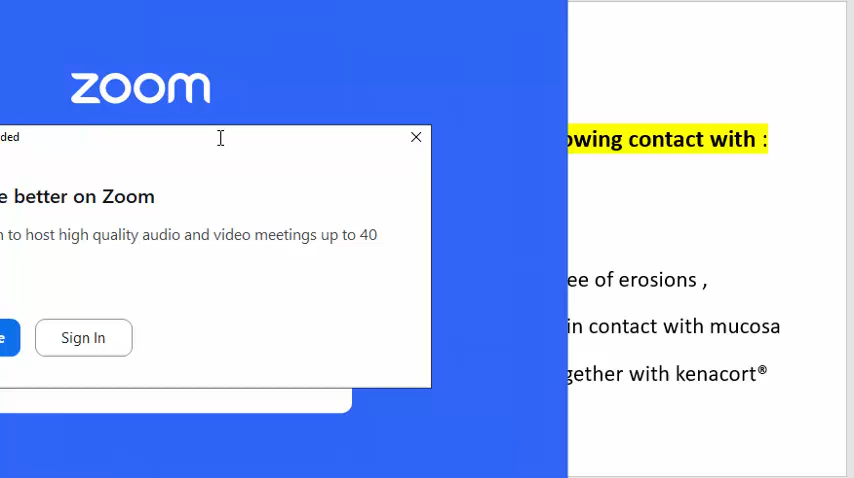 zoom
ded
owing contact with :
e better on Zoom
n to host high quality audio and video meetings up to 40
ee of erosions ,
in contact with mucosa
e
Sign In
gether with kenacort®